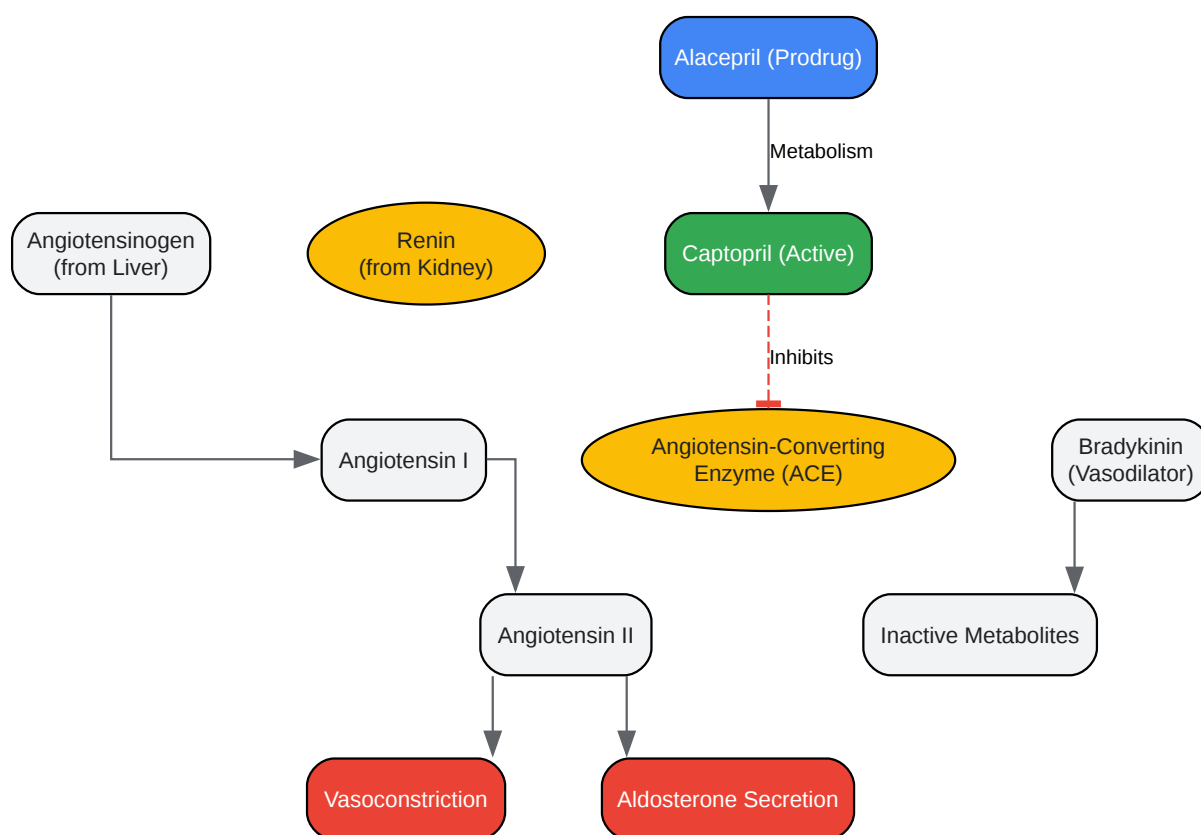 Alacepril (Prodrug)
Metabolism
Angiotensinogen
(from Liver)
Renin
(from Kidney)
Captopril (Active)
Inhibits
Angiotensin I
Angiotensin-Converting
Enzyme (ACE)
Bradykinin
(Vasodilator)
Angiotensin II
Inactive Metabolites
Vasoconstriction
Aldosterone Secretion